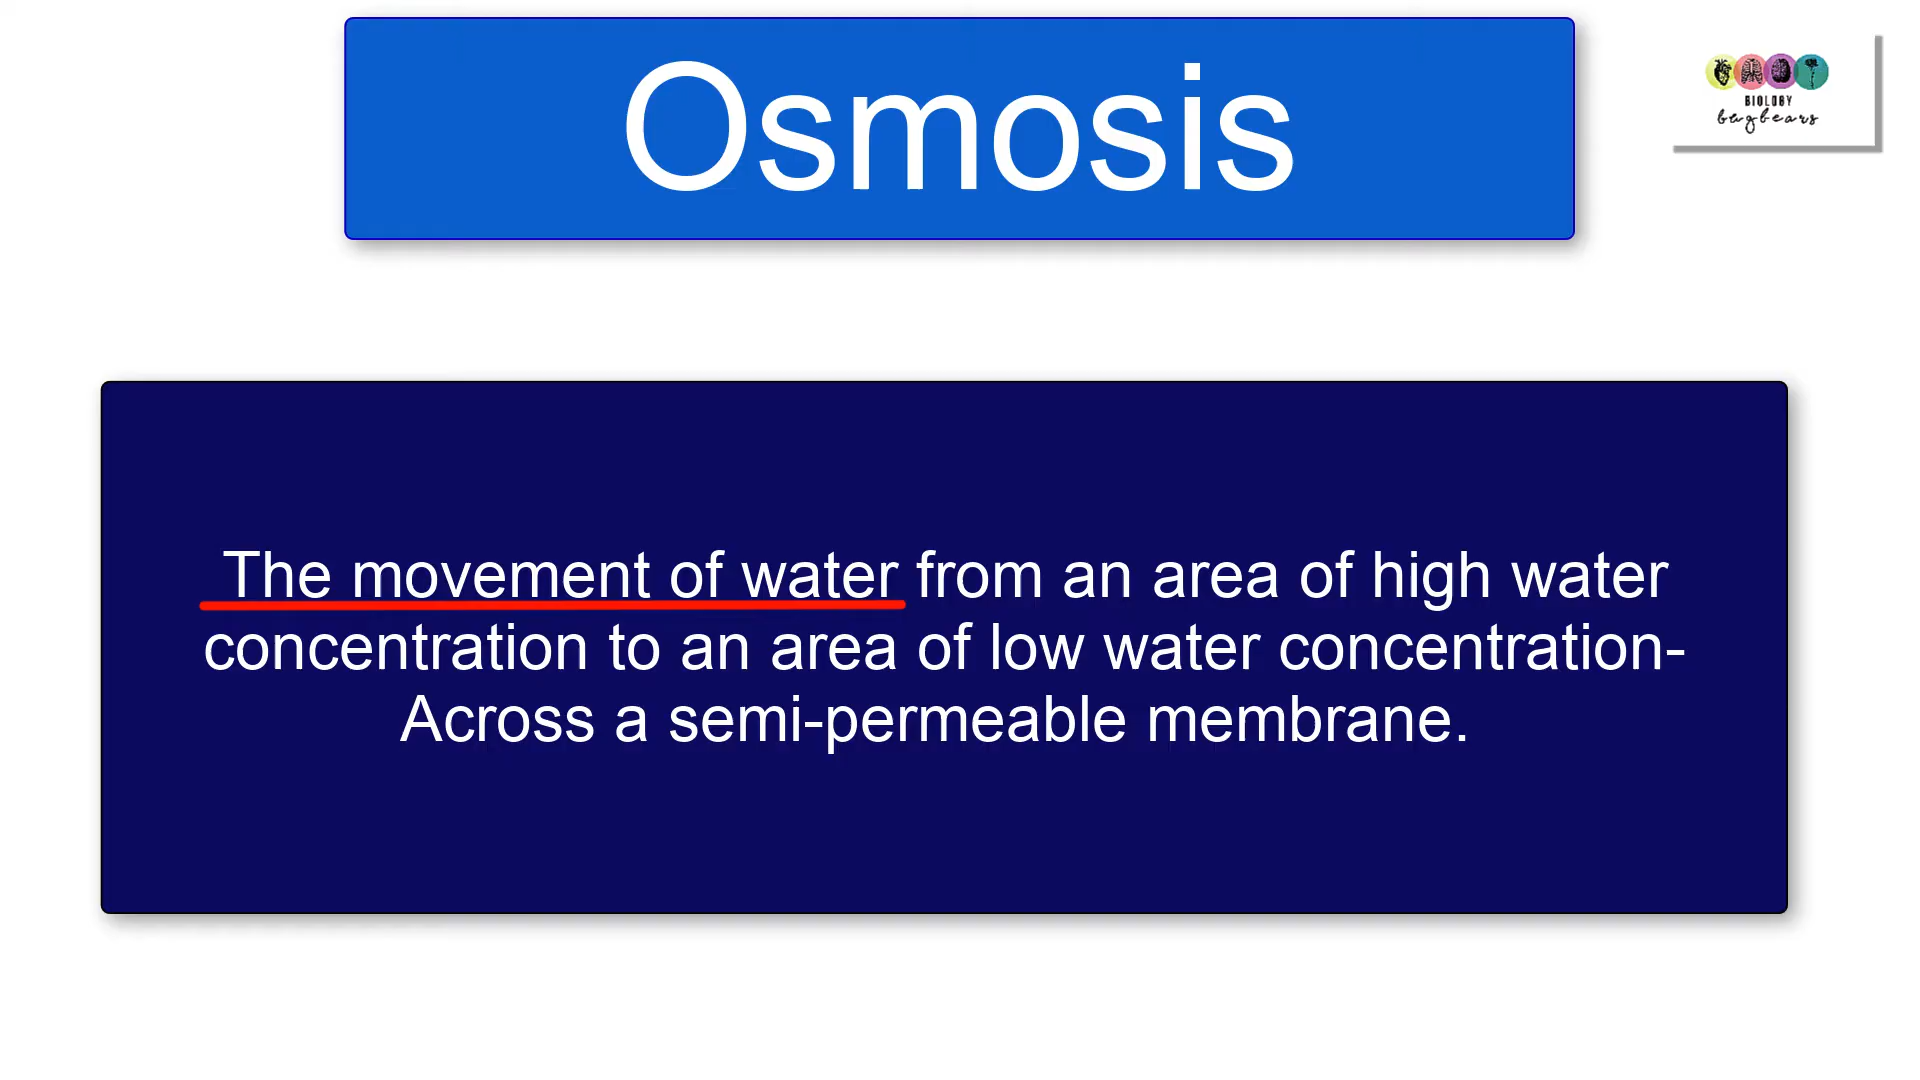 Osmosis
BIOLOGY
bugbears
The movement of water from an area of high water
concentration to an area of low water concentration-
Across a semi-permeable membrane.